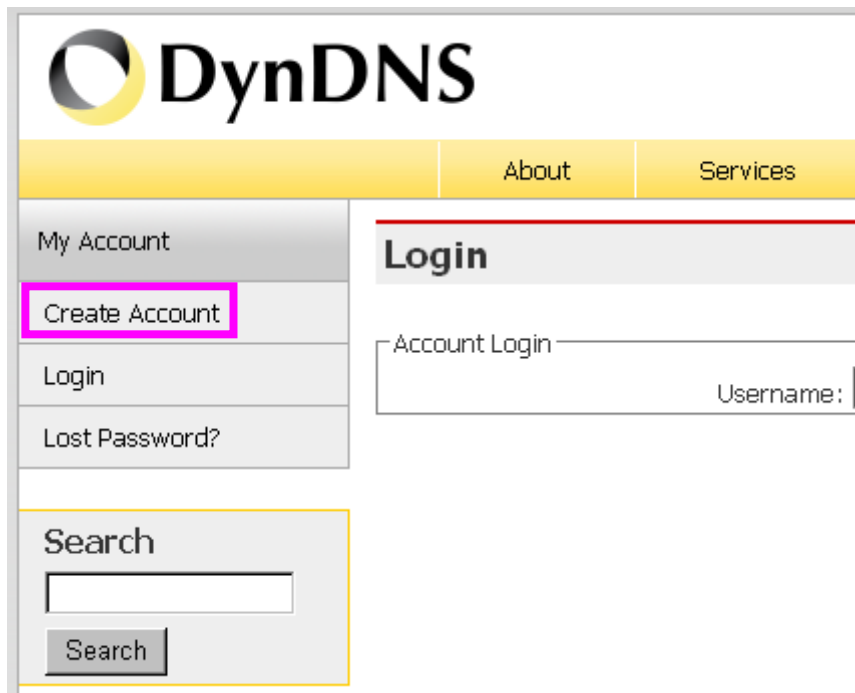 DynDNS
About Services
My Account
Create Account
Login
Lost Password?
Login
Account Login
Username:
Search
Search